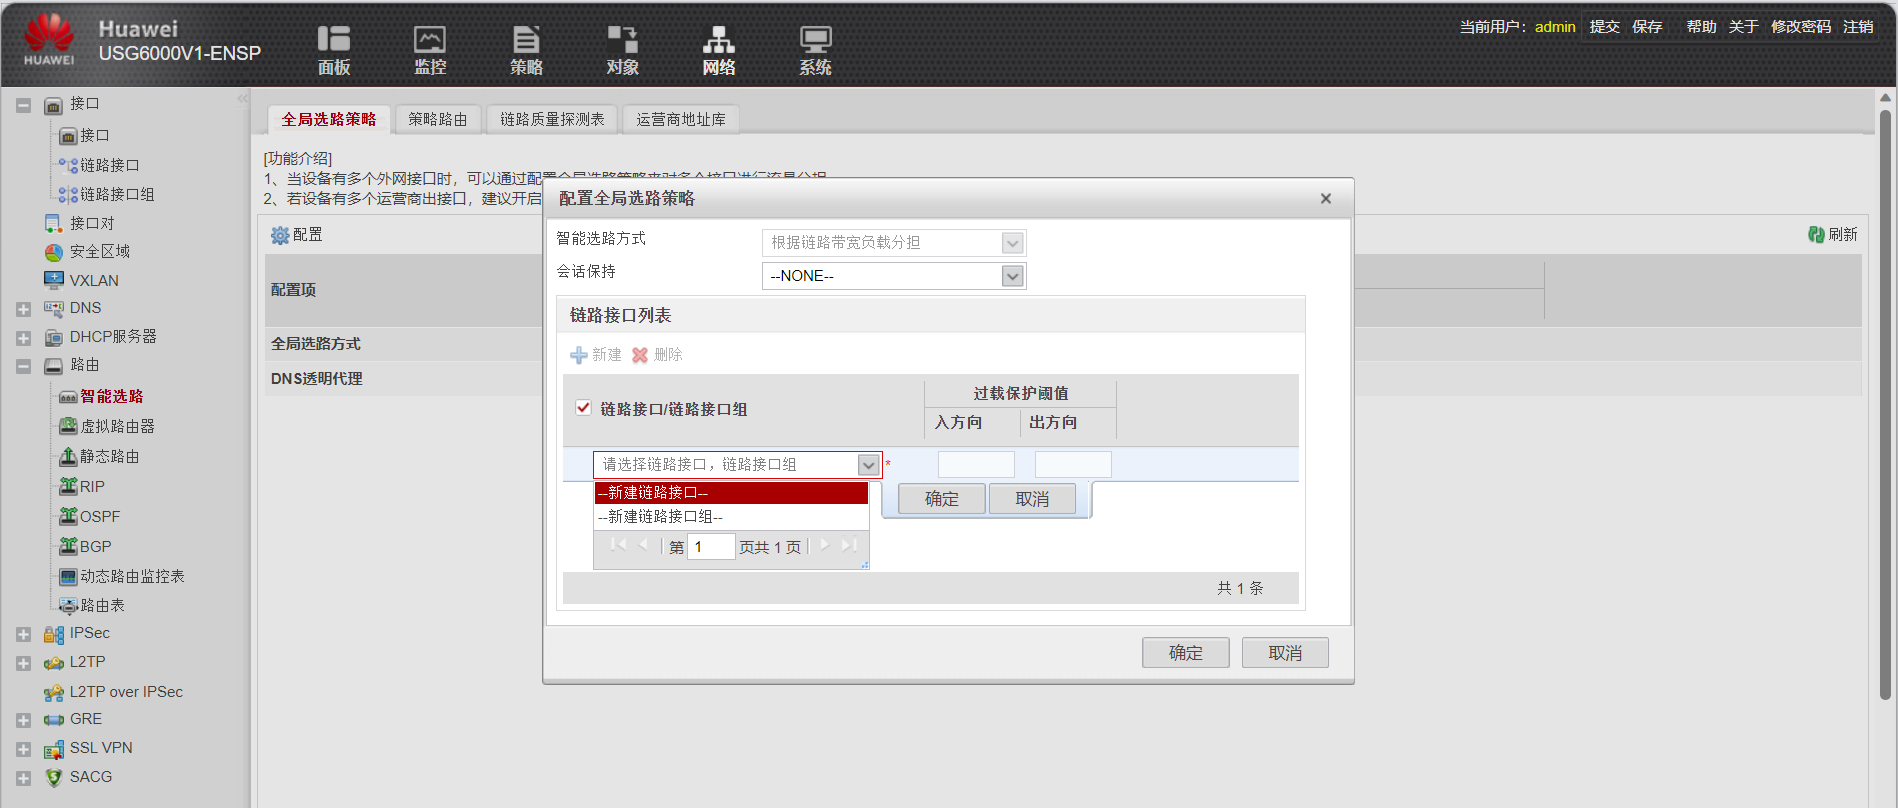 Huawei
USG6000V1-ENSP
HUAWEI
面板
监控
策略
对象
网络
系统
当前用户：admin 提交 保存 帮助 关于 修改密码 注销
接口
接口
链路接口
链路接口组
接口对
安全区域
VXLAN
DNS
DHCP服务器
路由
智能选路
虚拟路由器
静态路由
RIP
OSPF
BGP
动态路由监控表
路由表
IPSec
L2TP
L2TP over IPSec
GRE
SSL VPN
SACG
全局选路策略 策略路由 链路质量探测表 运营商地址库
[功能介绍]
1、当设备有多个外网接口时，可以通过配置全局选路策略来对多个接口进行流量分担
2、若设备有多个运营商出接口，建议开启
配置
刷新
配置项
全局选路方式
DNS透明代理
配置全局选路策略
智能选路方式 根据链路带宽负载分担
会话保持 --NONE--
链路接口列表
新建 删除
链路接口/链路接口组
过载保护阈值
入方向 出方向
请选择链路接口，链路接口组 *
--新建链路接口--
--新建链路接口组--
第 1 页共 1 页
确定 取消
共 1 条
确定 取消